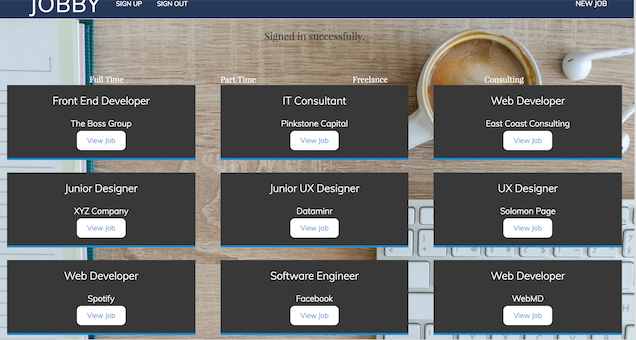 JOBBY SIGN UP SIGN OUT NEW JOB
Signed in successfully.
Full Time Part Time Freelance Consulting
Front End Developer
The Boss Group
View Job
IT Consultant
Pinkstone Capital
View Job
Web Developer
East Coast Consulting
View Job
Junior Designer
XYZ Company
View Job
Junior UX Designer
Dataminr
View Job
UX Designer
Solomon Page
View Job
Web Developer
Spotify
View Job
Software Engineer
Facebook
View Job
Web Developer
WebMD
View Job